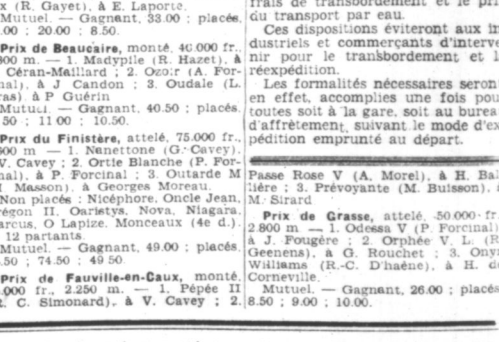 x (R. Gayet), à E. Laporte.
Mutuel. — Gagnant, 33.00 ; placés,
.00 ; 20.00 ; 8.50.
Prix de Beaucaire, monté, 40.000 fr.,
800 m. — 1. Madypile (R. Hazet), à
Céran-Maillard ; 2. Ozoir (A. For-
nal), à J Candon ; 3. Oudale (L.
ras), à P Guérin
Mutuel. — Gagnant, 40.50 ; placés,
50 ; 11 00 ; 10.50.
Prix du Finistère, attelé, 75.000 fr.,
m. — 1. Nenettone (G. Cavey),
V. Cavey ; 2. Ortie Blanche (P. For-
nal), à P. Forcinal ; 3. Outarde M
Masson), à Georges Moreau.
Non placés : Nicéphore, Oncle Jean,
régon II, Oaristys, Nova, Niagara,
arcus, O Lapize, Monceaux (4e d.).
12 partants.
Mutuel. — Gagnant, 49.00 ; placés,
.50 ; 74.50 ; 49.50.
Prix de Fauville-en-Caux, monté,
.000 fr., 2.250 m. — 1. Pépée II
R. C. Simonard), à V. Cavey ; 2.
frais de transbordement et le pri
du transport par eau.
Ces dispositions éviteront aux in
dustriels et commerçants d'interve
nir pour le transbordement et l
réexpédition.
Les formalités nécessaires seron
en effet, accomplies une fois pou
toutes soit à la gare, soit au burea
d'affrètement, suivant le mode d'ex
pédition emprunté au départ.
Passe Rose V (A. Morel), à H. Bal
lière ; 3. Prévoyante (M. Buisson),
M. Sirard
Prix de Grasse, attelé, 50.000 fr.
2.800 m — 1. Odessa V (P. Forcinal)
à J. Fougère ; 2. Orphée V. L. (R
Geenens), à G. Rouchet ; 3. Ony
Williams (R.-C. D'haéne), à H. d
Corneville.
Mutuel. — Gagnant, 26.00 ; placés
8.50 ; 9.00 ; 10.00.